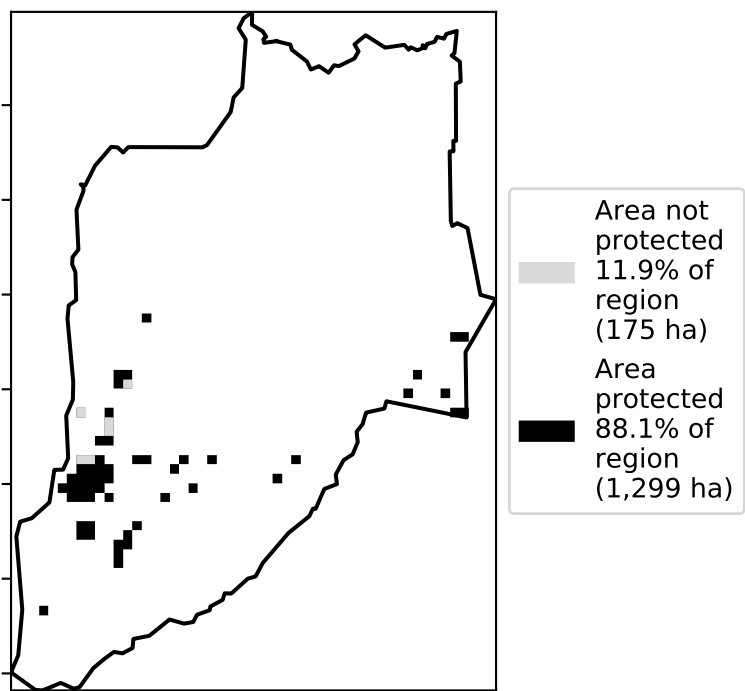 Area not
protected
11.9% of
region
(175 ha)
Area
protected
88.1% of
region
(1,299 ha)